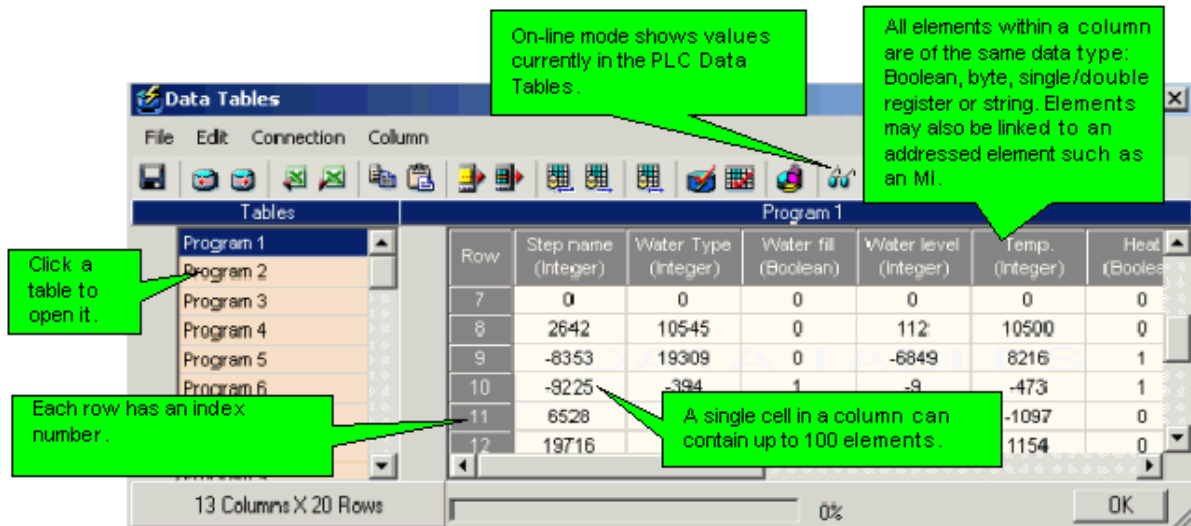 On-line mode shows values
currently in the PLC Data
Tables.
All elements within a column
are of the same data type:
Boolean, byte, single/double
register or string. Elements
may also be linked to an
addressed element such as
an MI.
Data Tables
File Edit Connection Column
Tables
Program 1
Click a
table to
open it.
Program 1
Program 2
Program 3
Program 4
Program 5
Program 6
Each row has an index
number.
Row Step name (Integer) Water Type (Integer) Water fill (Boolean) Water level (Integer) Temp. (Integer) Heat (Boolea
7 0 0 0 0 0 0
8 2642 10545 0 112 10500 0
9 -8353 19309 0 -6849 8216 1
10 -9225 -394 1 -9 -473 1
11 6528 -1097 0
12 19716 1154 0
A single cell in a column can
contain up to 100 elements.
13 Columns X 20 Rows
0%
OK